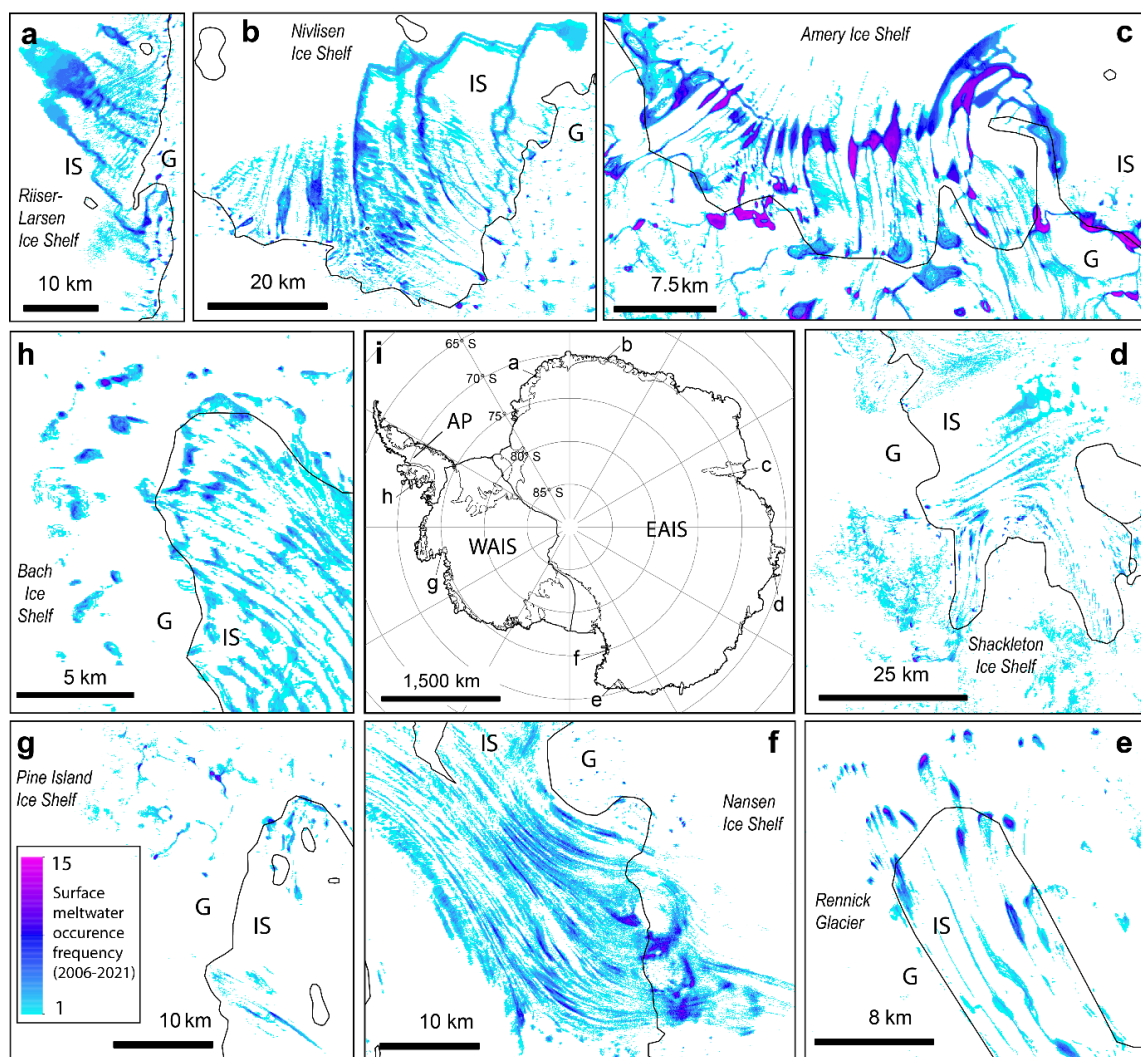 a
IS
G
Riiser-
Larsen
Ice Shelf
10 km
b
Nivlisen
Ice Shelf
IS
G
20 km
c
Amery Ice Shelf
IS
G
7.5 km
h
G
IS
Bach
Ice
Shelf
5 km
i
65° S
70° S
75° S
80° S
85° S
a
b
c
d
e
f
g
h
AP
WAIS
EAIS
1,500 km
d
G
IS
Shackleton
Ice Shelf
25 km
g
Pine Island
Ice Shelf
15
Surface
meltwater
occurence
frequency
(2006-2021)
1
G
IS
10 km
f
IS
G
Nansen
Ice Shelf
10 km
e
Rennick
Glacier
IS
G
8 km